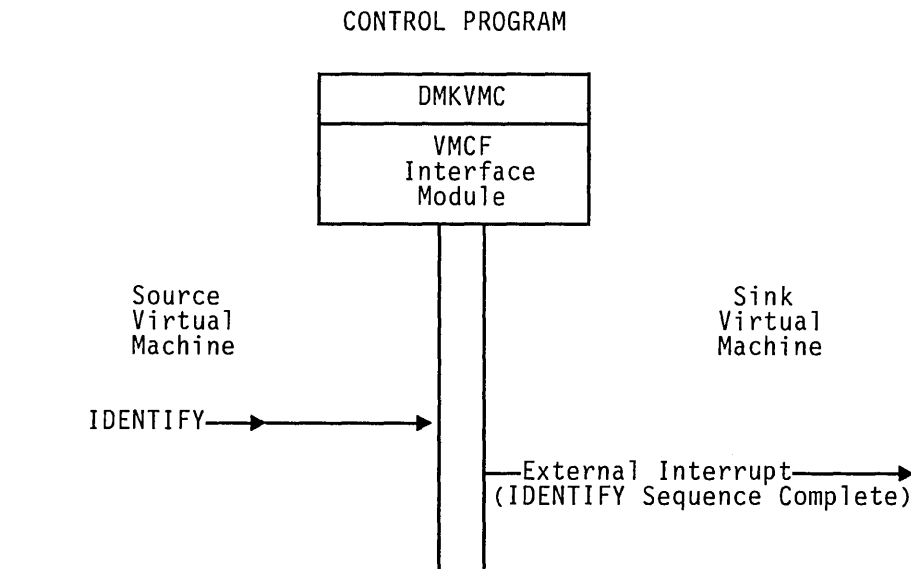 CONTROL PROGRAM
DMKVMC
VMCF
Interface
Module
Source
Virtual
Machine
Sink
Virtual
Machine
IDENTIFY
External Interrupt
(IDENTIFY Sequence Complete)